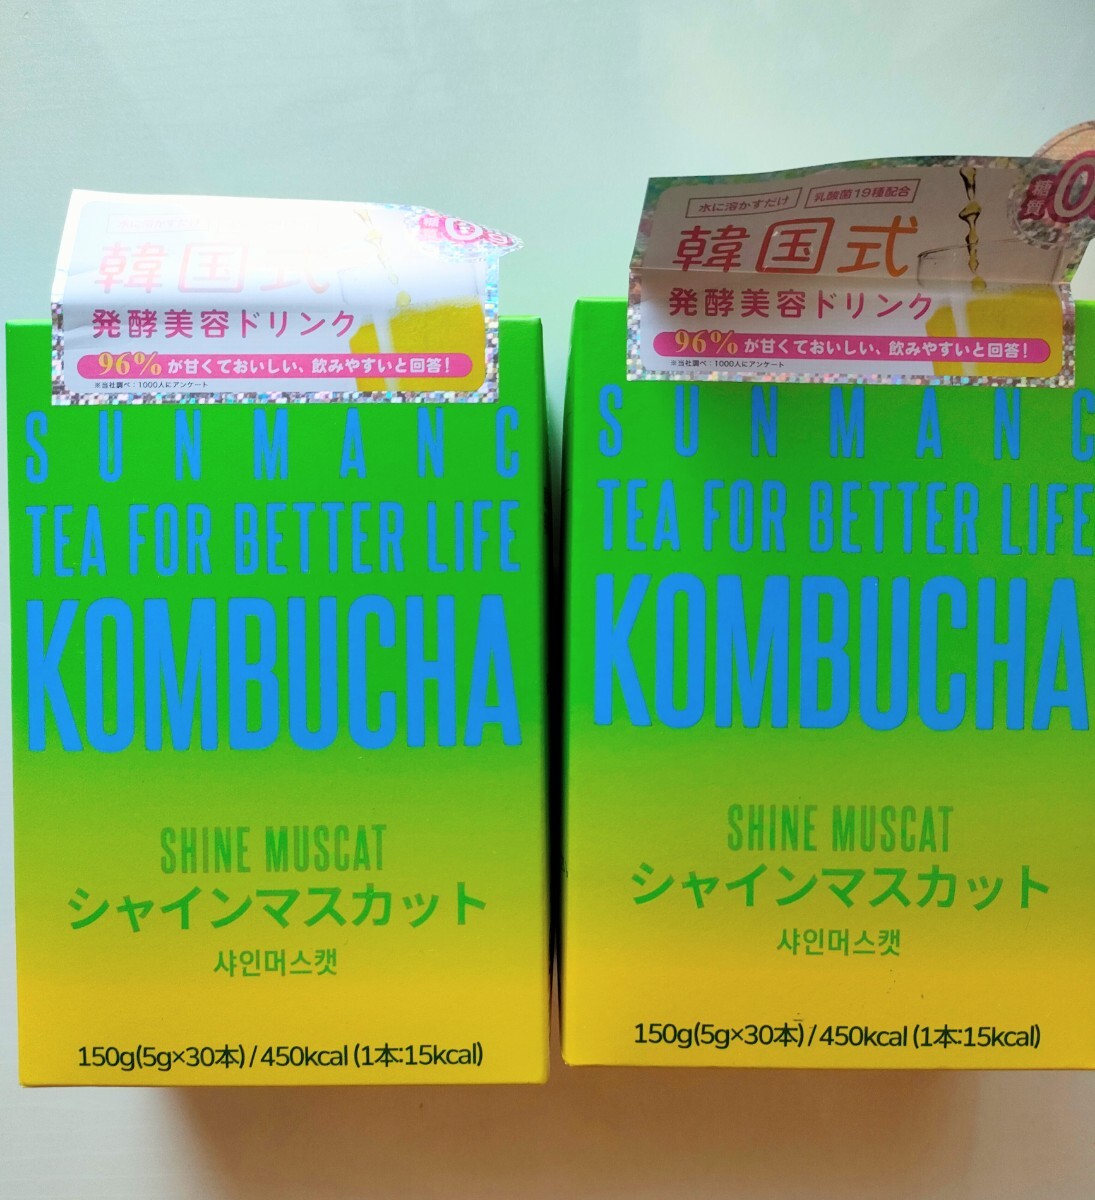 韓国式
発酵美容ドリンク
96%が甘くておいしい、飲みやすいと回答!
※当社調べ:1000人にアンケート
SUNMANC
TEA FOR BETTER LIFE
KOMBUCHA
SHINE MUSCAT
シャインマスカット
샤인머스캣
150g(5g×30本)/450kcal (1本:15kcal)
水に溶かすだけ
乳酸菌19種配合
糖質0
韓国式
発酵美容ドリンク
96%が甘くておいしい、飲みやすいと回答!
※当社調べ:1000人にアンケート
SUNMANC
TEA FOR BETTER LIFE
KOMBUCHA
SHINE MUSCAT
シャインマスカット
샤인머스캣
150g(5g×30本)/450kcal (1本:15kcal)